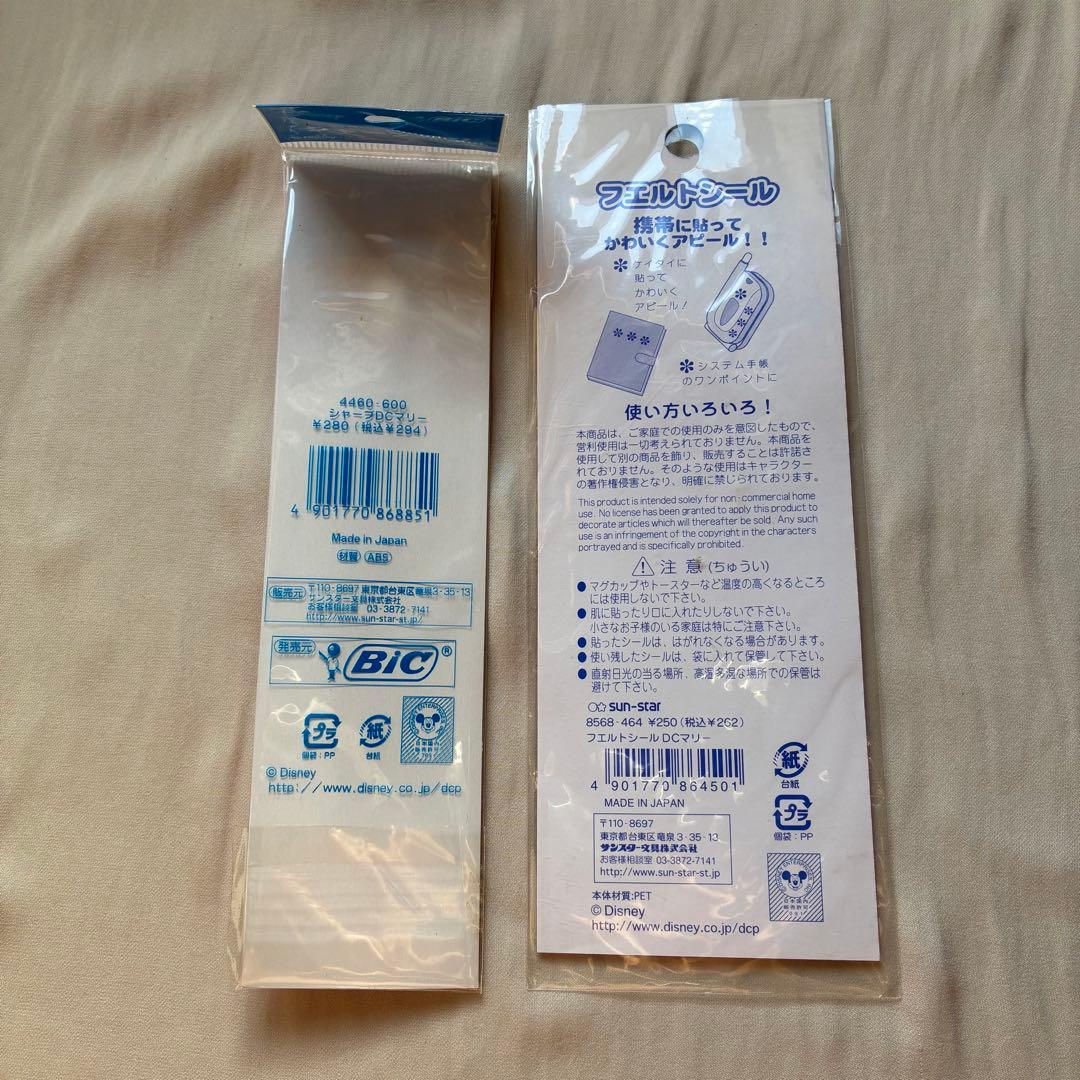 4460-600
シャープDCマリー
¥280(税込¥294)
4 901770 868851
Made in Japan
材質 ABS
販売元
〒110-8697 東京都台東区竜泉3-35-13
サンスター文具株式会社
お客様相談室 03-3872-7141
http://www.sun-star-st.jp/
発売元
BiC®
プラ
個袋:PP
紙
台紙
日本国内
販売許可
© Disney
http://www.disney.co.jp/dcp
フエルトシール
携帯に貼って
かわいくアピール!!
ケイタイに
貼って
かわいく
アピール!
システム手帳
のワンポイントに
使い方いろいろ!
本商品は、ご家庭での使用のみを意図したもので、
営利使用は一切考えられておりません。本商品を
使用して別の商品を飾り、販売することは許諾さ
れておりません。そのような使用はキャラクター
の著作権侵害となり、明確に禁じられております。
This product is intended solely for non-commercial home
use. No license has been granted to apply this product to
decorate articles which will thereafter be sold. Any such
use is an infringement of the copyright in the characters
portrayed and is specifically prohibited.
注意(ちゅうい)
●マグカップやトースターなど温度の高くなるところ
には使用しないで下さい。
●肌に貼ったり口に入れたりしないで下さい。
小さなお子様のいる家庭は特にご注意下さい。
●貼ったシールは、はがれなくなる場合があります。
●使い残したシールは、袋に入れて保管して下さい。
●直射日光の当る場所、高温多湿な場所での保管は
避けて下さい。
sun-star
8568-464 ¥250(税込¥262)
フエルトシール DCマリー
4 901770 864501
MADE IN JAPAN
〒110-8697
東京都台東区竜泉3-35-13
サンスター文具株式会社
お客様相談室 03-3872-7141
http://www.sun-star-st.jp
本体材質:PET
© Disney
http://www.disney.co.jp/dcp
紙
台紙
プラ
個袋:PP
日本国内
販売許可